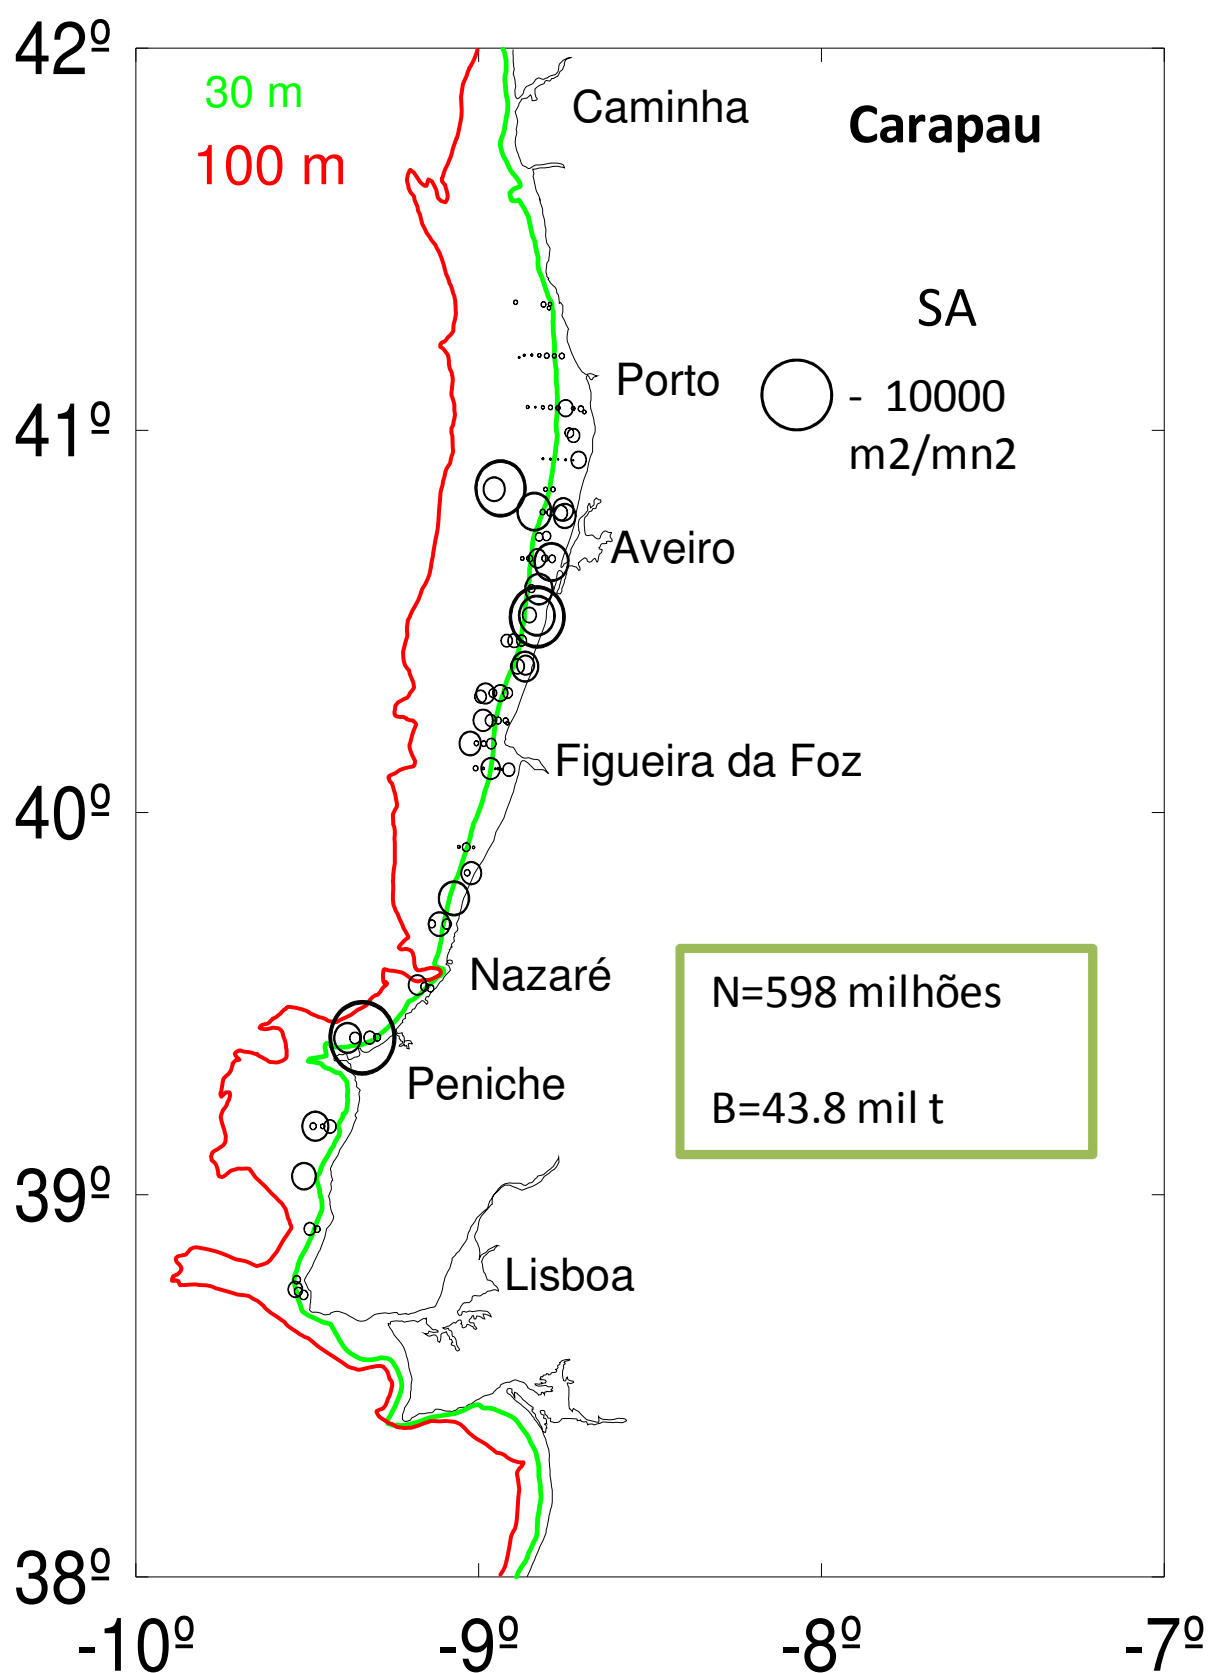 42º
30 m
Caminha
Carapau
100 m
SA
Porto
- 10000
m2/mn2
41º
Aveiro
Figueira da Foz
40º
Nazaré
N=598 milhões
Peniche
B=43.8 mil t
39º
Lisboa
38º
-10º
-9º
-8º
-7º